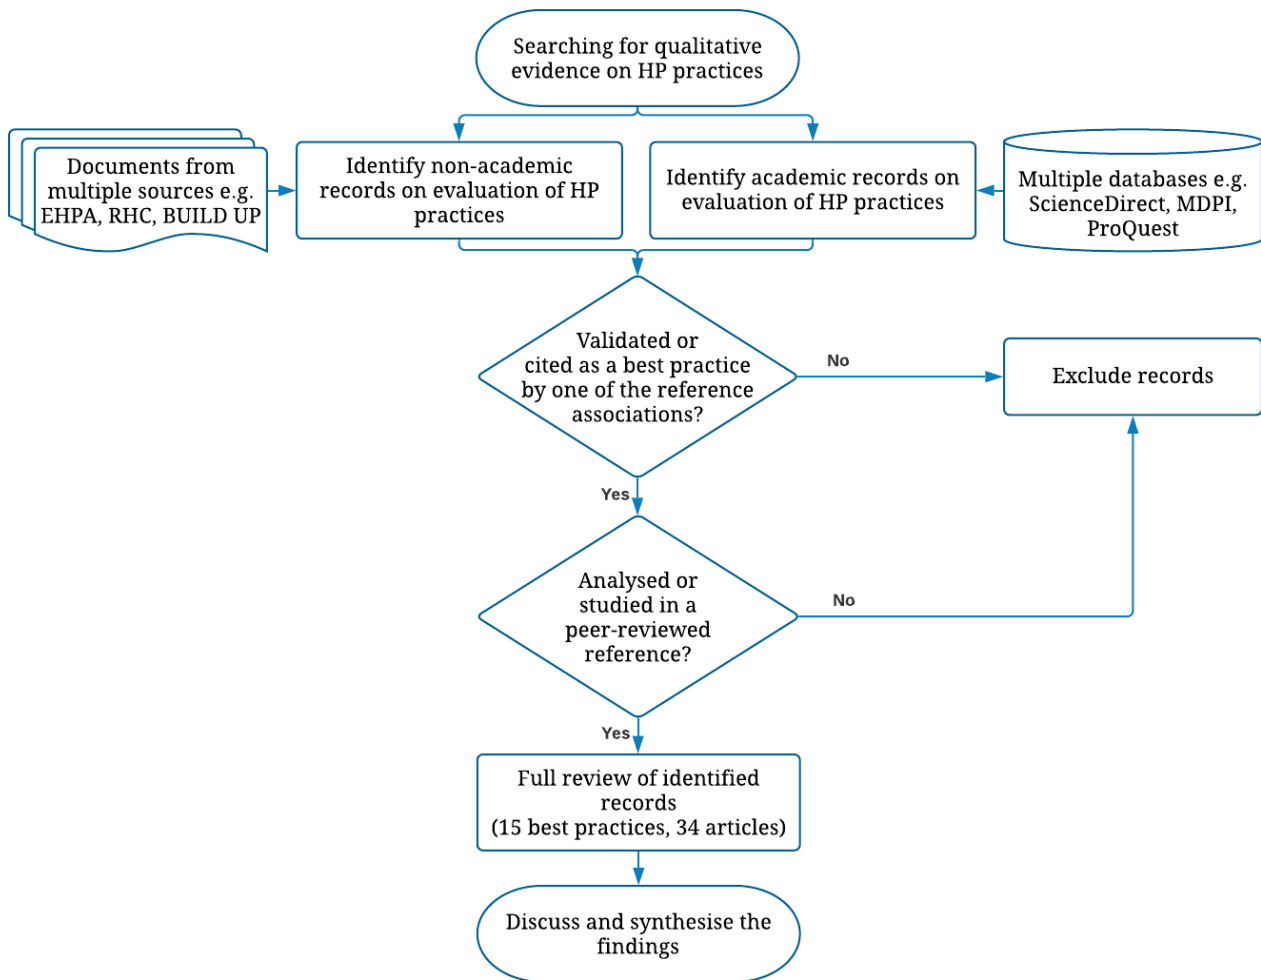 Searching for qualitative
evidence on HP practices
Documents from
multiple sources e.g.
EHPA, RHC, BUILD UP
Identify non-academic
records on evaluation of HP
practices
Identify academic records on
evaluation of HP practices
Multiple databases e.g.
ScienceDirect, MDPI,
ProQuest
Validated or
cited as a best practice
by one of the reference
associations?
No
Exclude records
Yes
Analysed or
studied in a
peer-reviewed
reference?
No
Yes
Full review of identified
records
(15 best practices, 34 articles)
Discuss and synthesise the
findings